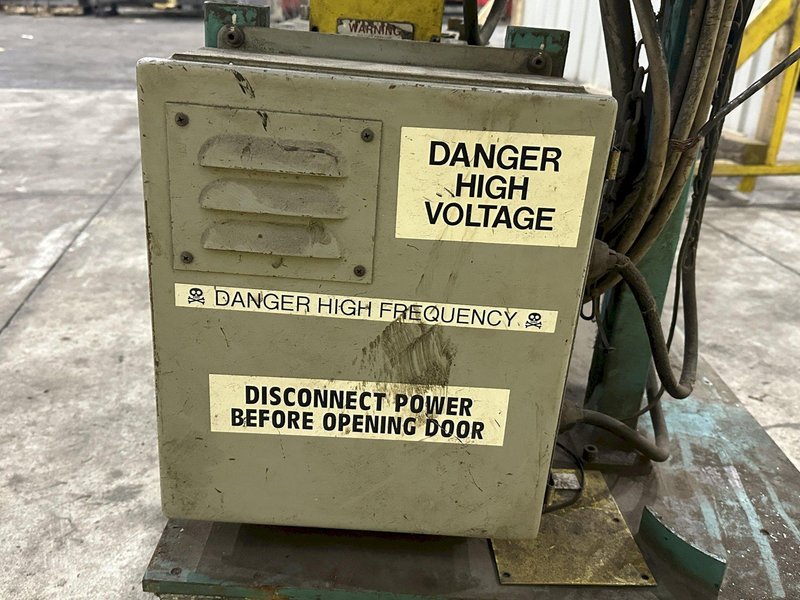 WARNING
DANGER
HIGH
VOLTAGE
DANGER HIGH FREQUENCY
DISCONNECT POWER
BEFORE OPENING DOOR